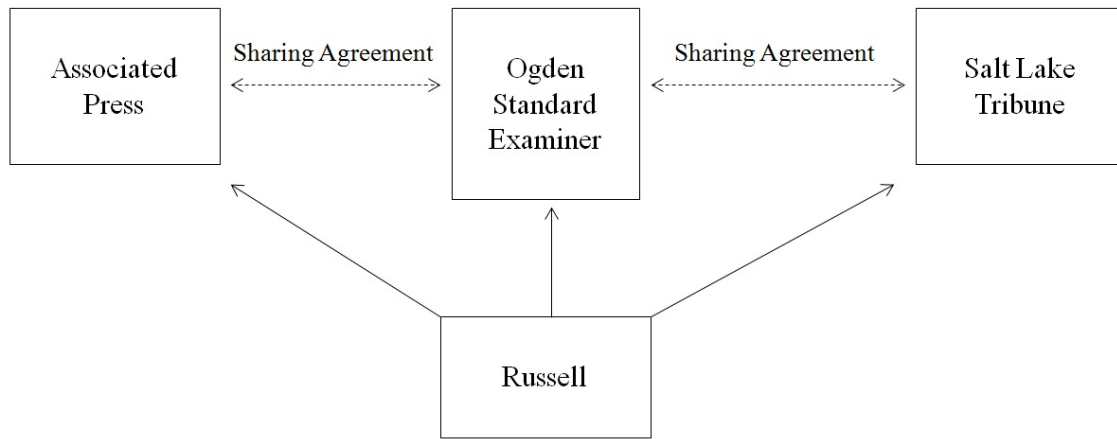 Associated
Press
Sharing Agreement
Ogden
Standard
Examiner
Sharing Agreement
Salt Lake
Tribune
Russell